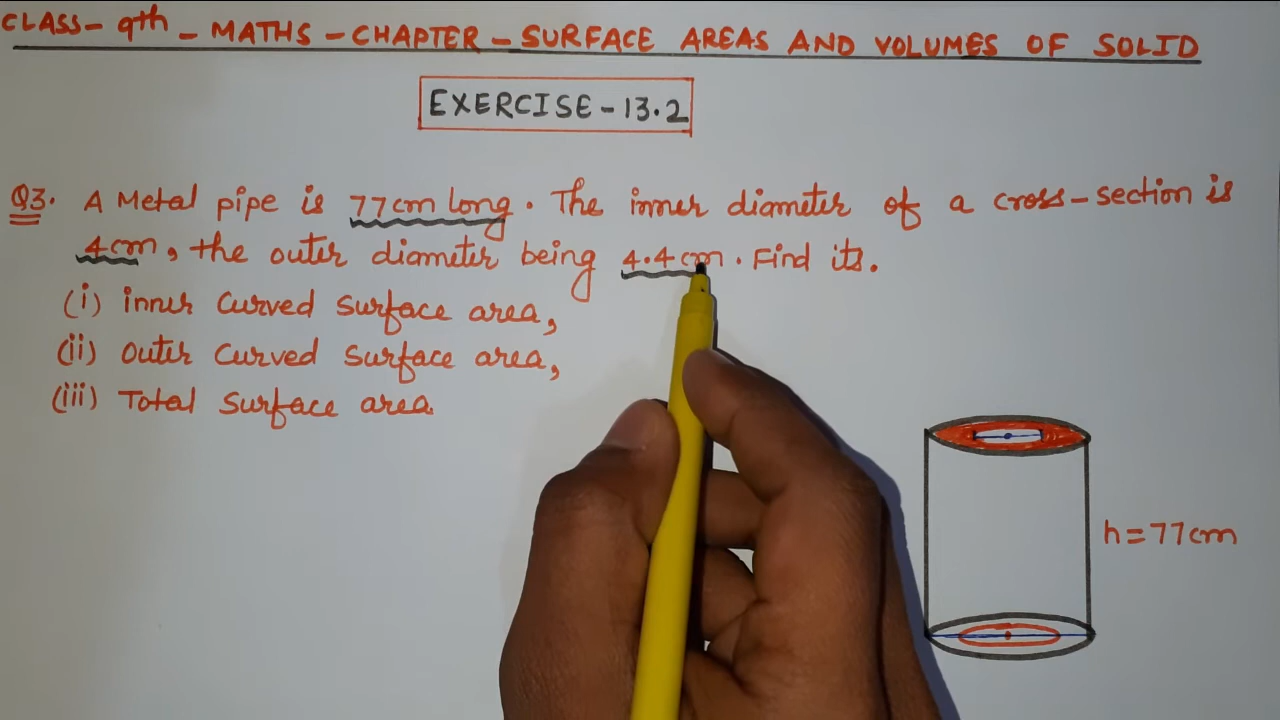 CLASS- 9th - MATHS - CHAPTER - SURFACE AREAS AND VOLUMES OF SOLID
EXERCISE-13.2
Q3. A Metal pipe is 77cm long. The inner diameter of a cross-section is
4cm, the outer diameter being 4.4cm. Find its.
(i) inner curved surface area,
(ii) outer curved surface area,
(iii) Total surface area
h=77cm